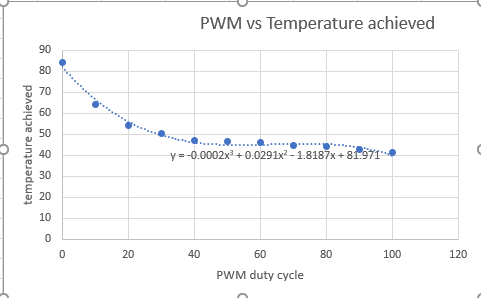 PWM vs Temperature achieved
90
80
70
60
50
40
30
20
10
0
temperature achieved
y = -0.0002x³ + 0.0291x² - 1.8187x + 81.971
0 20 40 60 80 100 120
PWM duty cycle